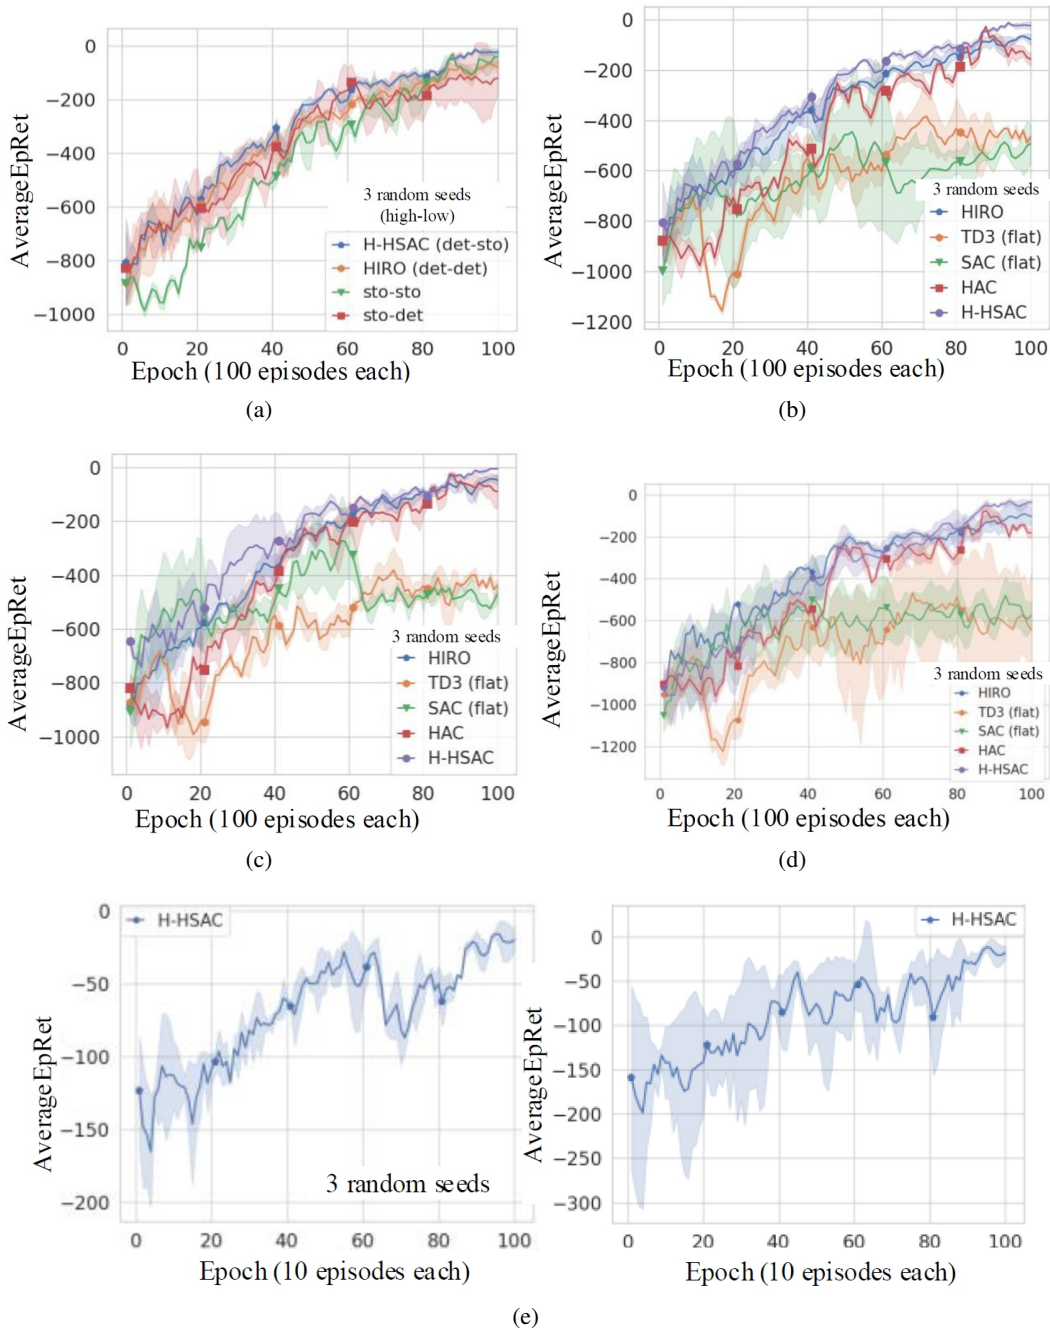 0
−200
−400
−600
−800
−1000
AverageEpRet
3 random seeds
(high-low)
H-HSAC (det-sto)
HIRO (det-det)
sto-sto
sto-det
0 20 40 60 80 100
Epoch (100 episodes each)
(a)
0
−200
−400
−600
−800
−1000
−1200
AverageEpRet
3 random seeds
HIRO
TD3 (flat)
SAC (flat)
HAC
H-HSAC
0 20 40 60 80 100
Epoch (100 episodes each)
(b)
0
−200
−400
−600
−800
−1000
AverageEpRet
3 random seeds
HIRO
TD3 (flat)
SAC (flat)
HAC
H-HSAC
0 20 40 60 80 100
Epoch (100 episodes each)
(c)
0
−200
−400
−600
−800
−1000
−1200
AverageEpRet
3 random seeds
HIRO
TD3 (flat)
SAC (flat)
HAC
H-HSAC
0 20 40 60 80 100
Epoch (100 episodes each)
(d)
H-HSAC
0
−50
−100
−150
−200
AverageEpRet
3 random seeds
0 20 40 60 80 100
Epoch (10 episodes each)
H-HSAC
0
−50
−100
−150
−200
−250
−300
AverageEpRet
0 20 40 60 80 100
Epoch (10 episodes each)
(e)